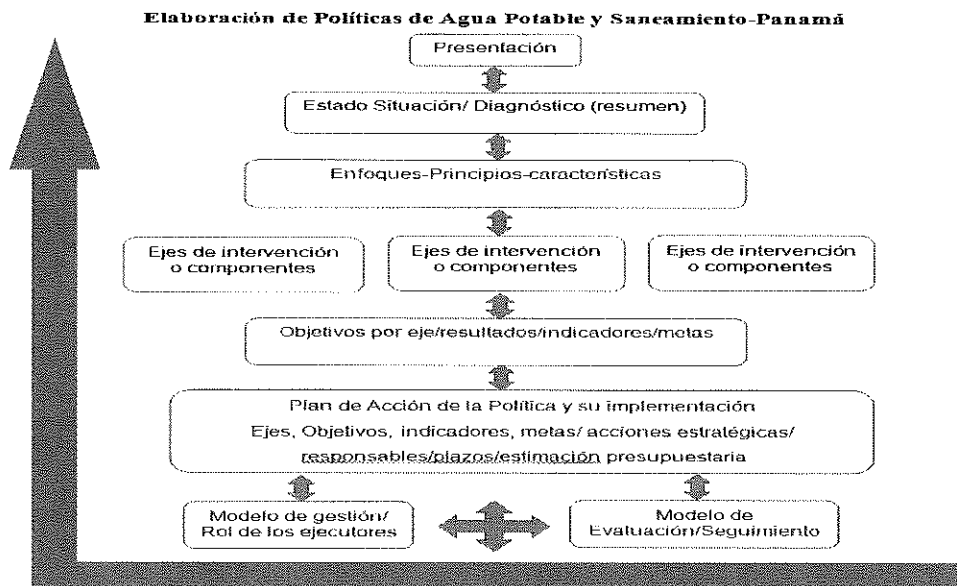 Elaboración de Políticas de Agua Potable y Saneamiento-Panamá
Presentación
Estado Situación/ Diagnóstico (resumen)
Enfoques-Principios-características
Ejes de intervención
o componentes
Ejes de intervención
o componentes
Ejes de intervención
o componentes
Objetivos por eje/resultados/indicadores/metas
Plan de Acción de la Política y su implementación
Ejes, Objetivos, indicadores, metas/ acciones estratégicas/
responsables/plazos/estimación presupuestaria
Modelo de gestión/
Rol de los ejecutores
Modelo de
Evaluación/Seguimiento